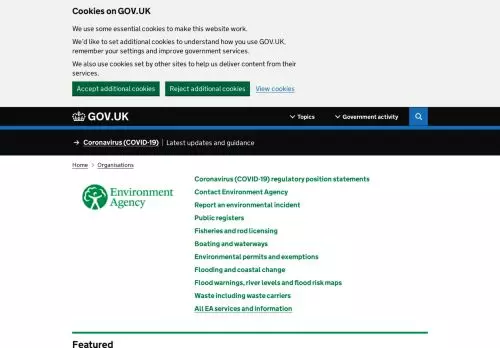 Cookies on GOV.UK
We use some essential cookies to make this website work.
We'd like to set additional cookies to understand how you use GOV.UK,
remember your settings and improve government services.
We also use cookies set by other sites to help us deliver content from their
services.
Accept additional cookies
Reject additional cookies
View cookies
GOV.UK
Topics
Government activity
Coronavirus (COVID-19) Latest updates and guidance
Home
Organisations
Environment
Agency
Coronavirus (COVID-19) regulatory position statements
Contact Environment Agency
Report an environmental incident
Public registers
Fisheries and rod licensing
Boating and waterways
Environmental permits and exemptions
Flooding and coastal change
Flood warnings, river levels and flood risk maps
Waste including waste carriers
All EA services and information
Featured